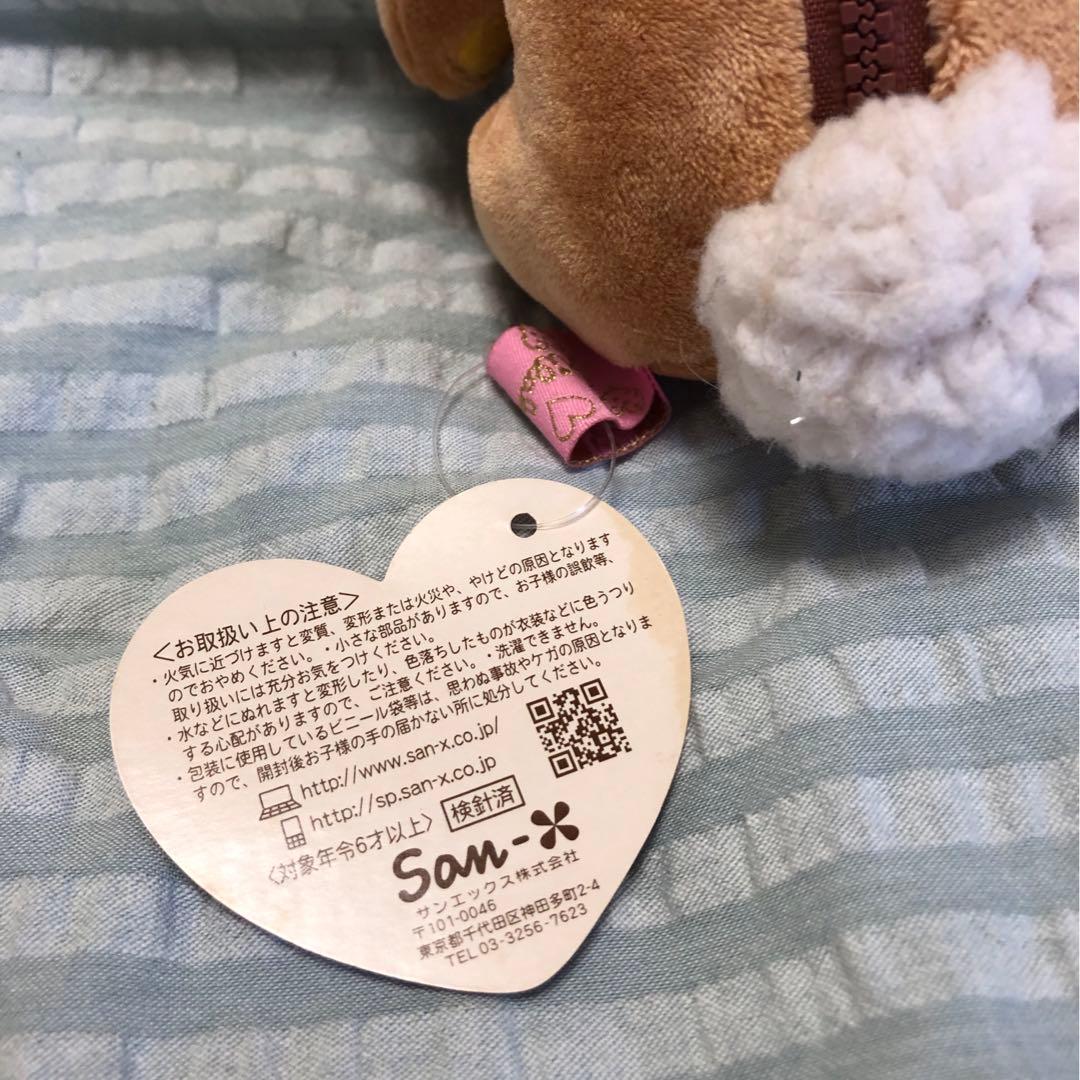 ＜お取扱い上の注意＞
・火気に近づけますと変質、変形または火災や、やけどの原因となります
のでおやめください。・小さな部品がありますので、お子様の誤飲等、
取り扱いには充分お気をつけください。
・水などにぬれますと変形したり、色落ちしたものが衣装などに色うつり
する心配がありますので、ご注意ください。・洗濯できません。
・包装に使用しているビニール袋等は、思わぬ事故やケガの原因となりま
すので、開封後お子様の手の届かない所に処分してください。
http://www.san-x.co.jp/
http://sp.san-x.co.jp
〈対象年令6才以上〉 検針済
San-X
サンエックス株式会社
〒101-0046
東京都千代田区神田多町2-4
TEL 03-3256-7623